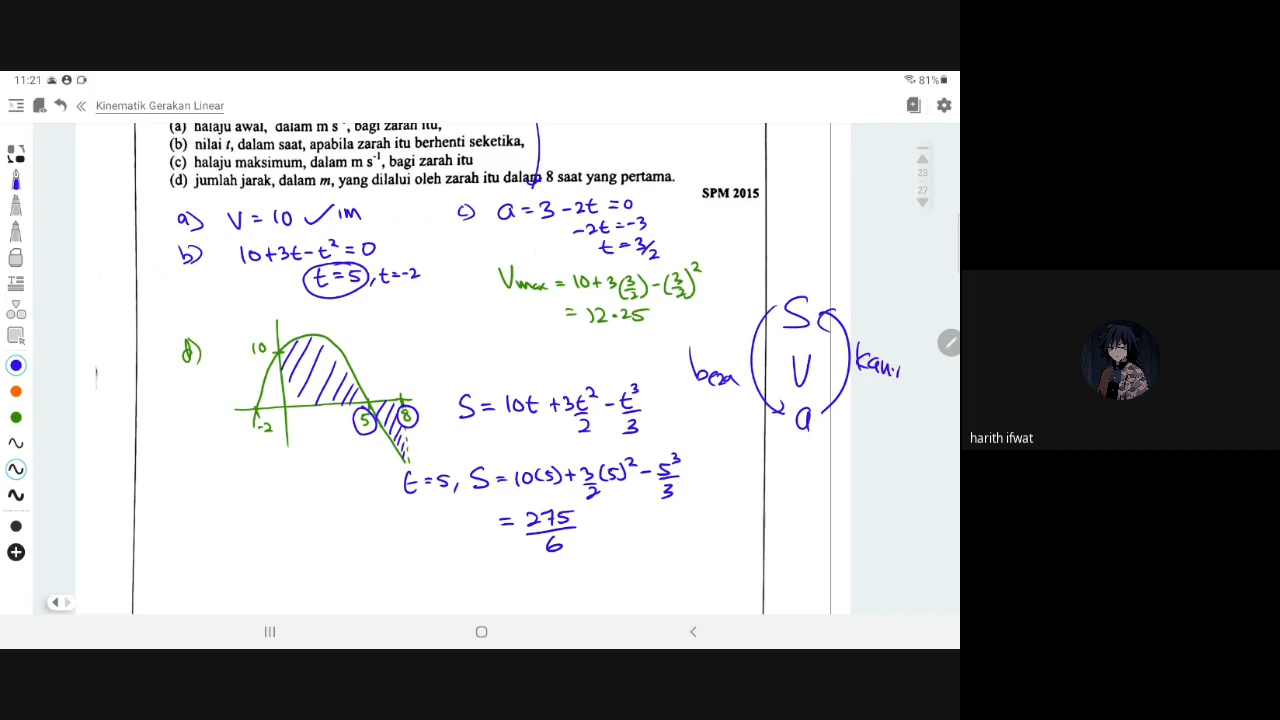 11:21
81%
Kinematik Gerakan Linear
(a) halaju awal, dalam m s⁻¹, bagi zarah itu,
(b) nilai t, dalam saat, apabila zarah itu berhenti seketika,
(c) halaju maksimum, dalam m s⁻¹, bagi zarah itu
(d) jumlah jarak, dalam m, yang dilalui oleh zarah itu dalam 8 saat yang pertama.
SPM 2015
23
27
a) V = 10 ✓ 1m
b) 10+3t-t² = 0
t=5, t=-2
c) a = 3 - 2t = 0
-2t = -3
t = 3/2
Vmax = 10+3(3/2)-(3/2)²
= 12.25
d)
10
-2
5
8
S = 10t + 3t²/2 - t³/3
t=5, S = 10(5)+3/2(5)² - 5³/3
= 275/6
S
V
a
beza
harith ifwat